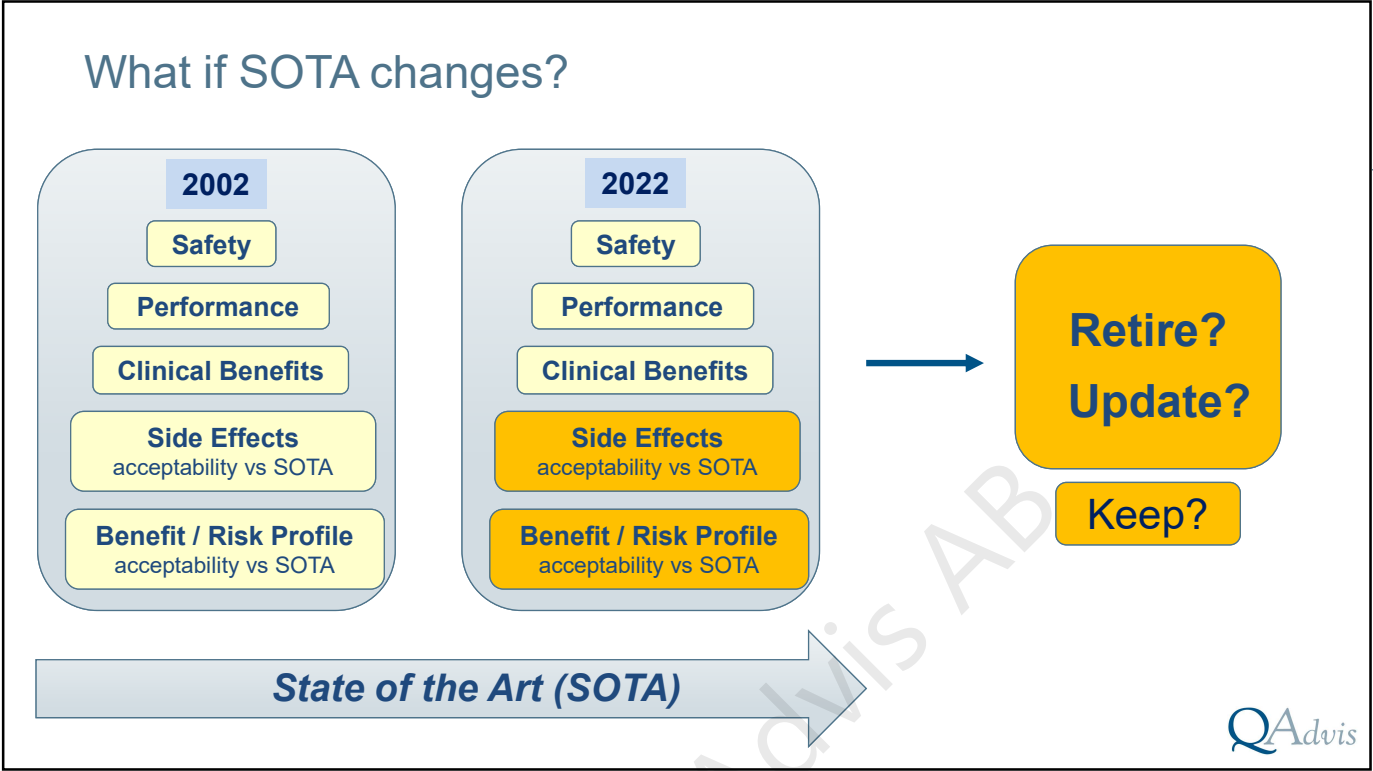 What if SOTA changes?
2002
Safety
Performance
Clinical Benefits
Side Effects
acceptability vs SOTA
Benefit / Risk Profile
acceptability vs SOTA
2022
Safety
Performance
Clinical Benefits
Side Effects
acceptability vs SOTA
Benefit / Risk Profile
acceptability vs SOTA
Retire?
Update?
Keep?
State of the Art (SOTA)
Advis AB
QAdvis